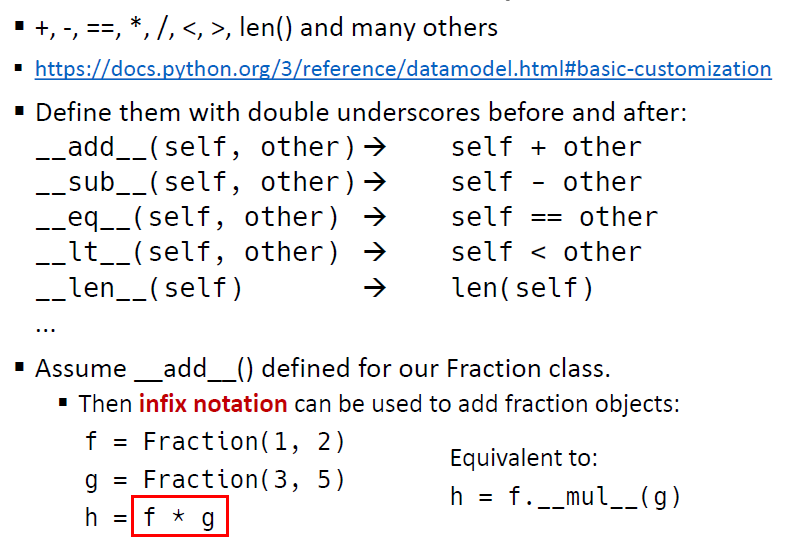 ▪ +, -, ==, *, /, <, >, len() and many others
▪ https://docs.python.org/3/reference/datamodel.html#basic-customization
▪ Define them with double underscores before and after:
__add__(self, other) → self + other
__sub__(self, other) → self - other
__eq__(self, other) → self == other
__lt__(self, other) → self < other
__len__(self) → len(self)
...
▪ Assume __add__() defined for our Fraction class.
▪ Then infix notation can be used to add fraction objects:
f = Fraction(1, 2)
g = Fraction(3, 5)
h = f * g
Equivalent to:
h = f.__mul__(g)